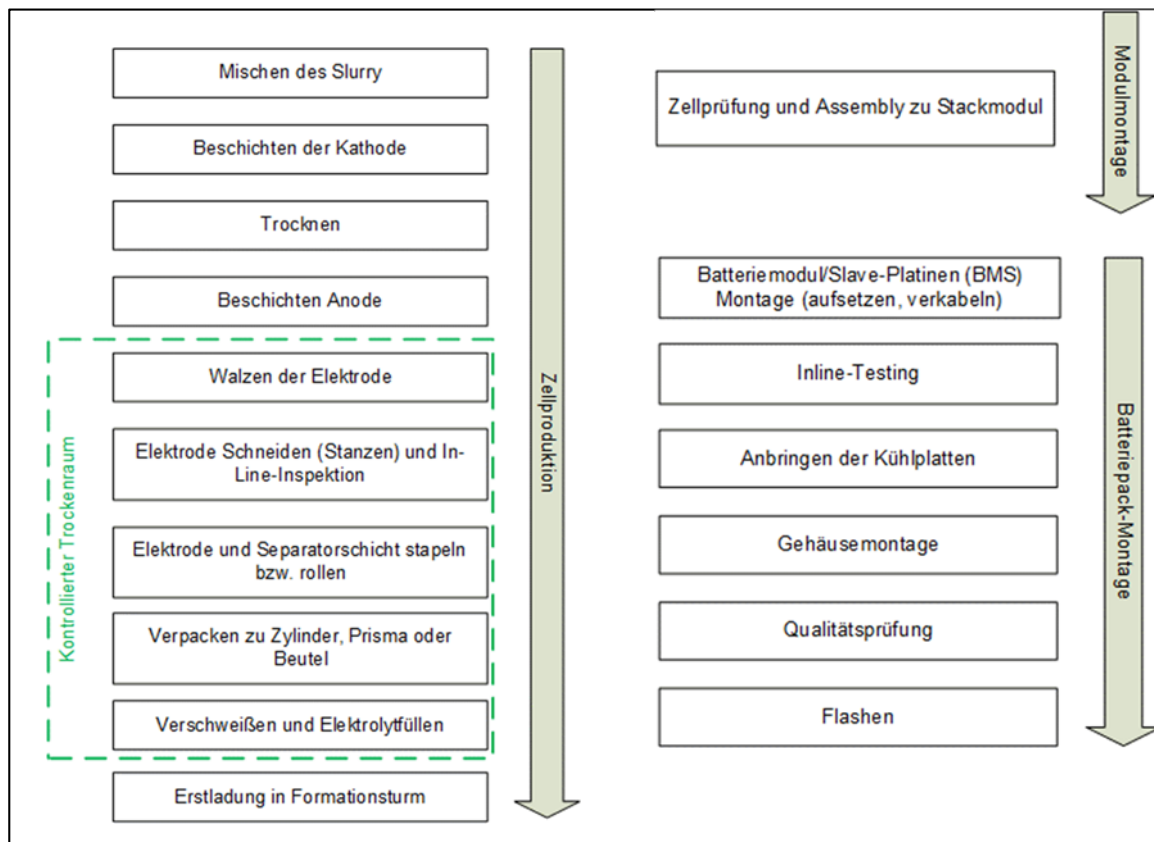 Mischen des Slurry
Beschichten der Kathode
Trocknen
Beschichten Anode
Walzen der Elektrode
Elektrode Schneiden (Stanzen) und In-
Line-Inspektion
Elektrode und Separatorschicht stapeln
bzw. rollen
Verpacken zu Zylinder, Prisma oder
Beutel
Verschweißen und Elektrolytfüllen
Erstladung in Formationsturm
Kontrollierter Trockenraum
Zellproduktion
Zellprüfung und Assembly zu Stackmodul
Modulmontage
Batteriemodul/Slave-Platinen (BMS)
Montage (aufsetzen, verkabeln)
Inline-Testing
Anbringen der Kühlplatten
Gehäusemontage
Qualitätsprüfung
Flashen
Batteriepack-Montage